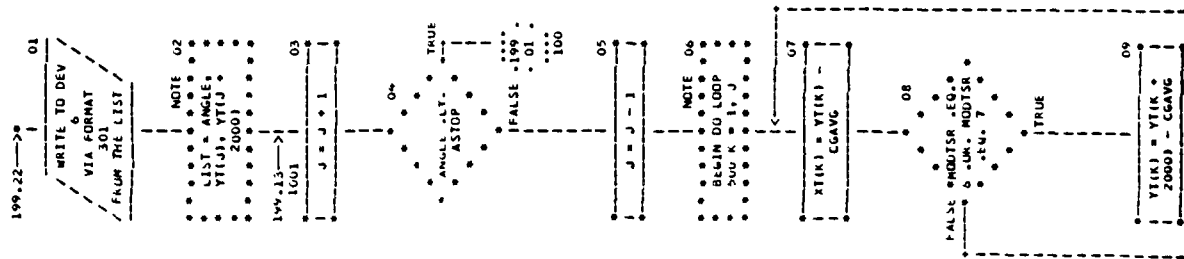 199.22--->*
01
WRITE TO DEV
6
VIA FORMAT
301
FROM THE LIST
NOTE 02
LIST = ANGLE,
YT(J), YT(J +
2000)
199.13--->
1001 03
J = J + 1
04
ANGLE .LT.
ASTOP
TRUE
199
01
100
FALSE
05
J = J - 1
NOTE 06
BEGIN DO LOOP
500 K = 1, J
07
XT(K) = YT(K) -
CGAVG
08
FALSE *MODTSR .EQ.
6 .OR. MODTSR
.EQ. 7
TRUE
09
YT(K) = YT(K +
2000) - CGAVG